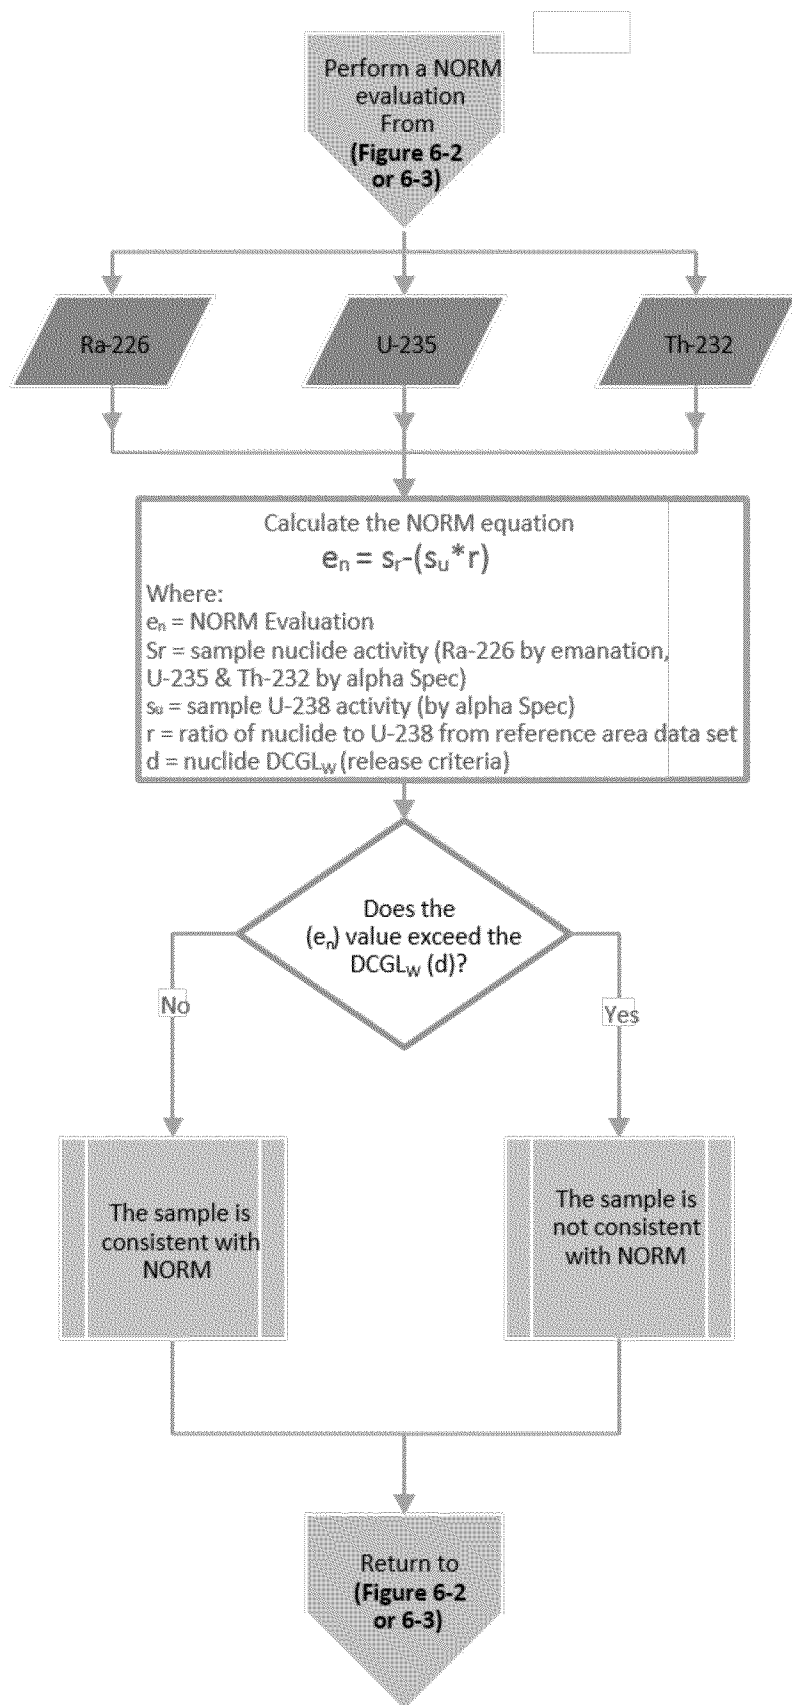 Perform a NORM
evaluation
From
(Figure 6-2
or 6-3)
Ra-226
U-235
Th-232
Calculate the NORM equation
eₙ = sᵣ-(sᵤ*r)
Where:
eₙ = NORM Evaluation
Sr = sample nuclide activity (Ra-226 by emanation,
U-235 & Th-232 by alpha Spec)
sᵤ = sample U-238 activity (by alpha Spec)
r = ratio of nuclide to U-238 from reference area data set
d = nuclide DCGLW (release criteria)
Does the
(eₙ) value exceed the
DCGLW (d)?
No
Yes
The sample is
consistent with
NORM
The sample is
not consistent
with NORM
Return to
(Figure 6-2
or 6-3)